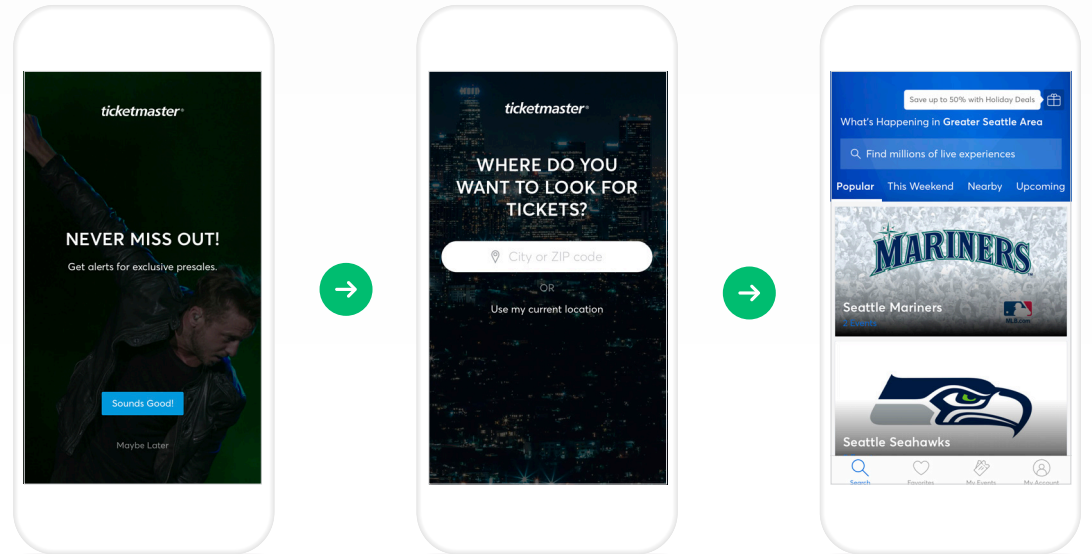 ticketmaster®
NEVER MISS OUT!
Get alerts for exclusive presales.
Sounds Good!
Maybe Later
ticketmaster®
WHERE DO YOU
WANT TO LOOK FOR
TICKETS?
City or ZIP code
OR
Use my current location
Save up to 50% with Holiday Deals
What's Happening in Greater Seattle Area
Find millions of live experiences
Popular This Weekend Nearby Upcoming
MARINERS
Seattle Mariners
MLB.com
Seattle Seahawks
Search Favorites My Events My Account